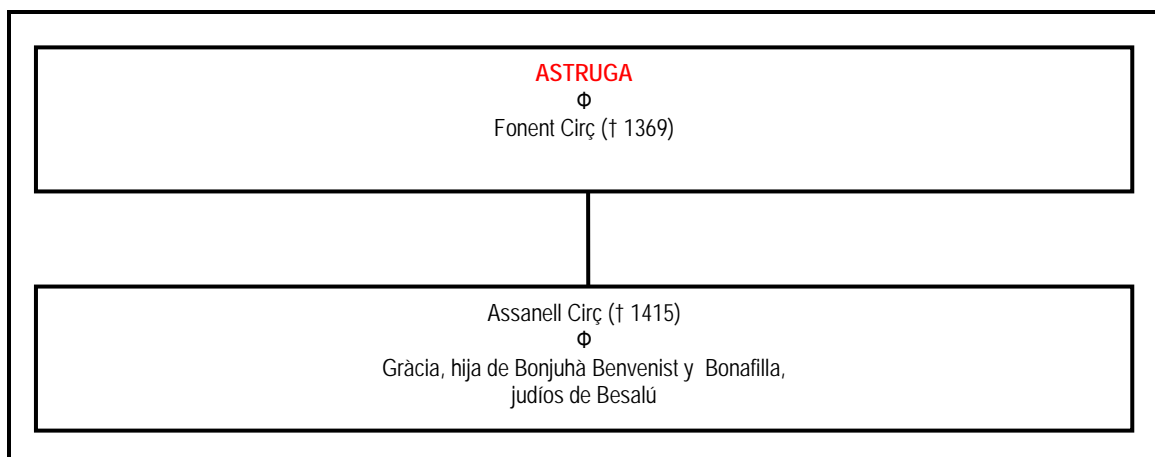 ASTRUGA
Φ
Fonent Cirç († 1369)
Assanell Cirç († 1415)
Φ
Gràcia, hija de Bonjuhà Benvenist y Bonafilla,
judíos de Besalú